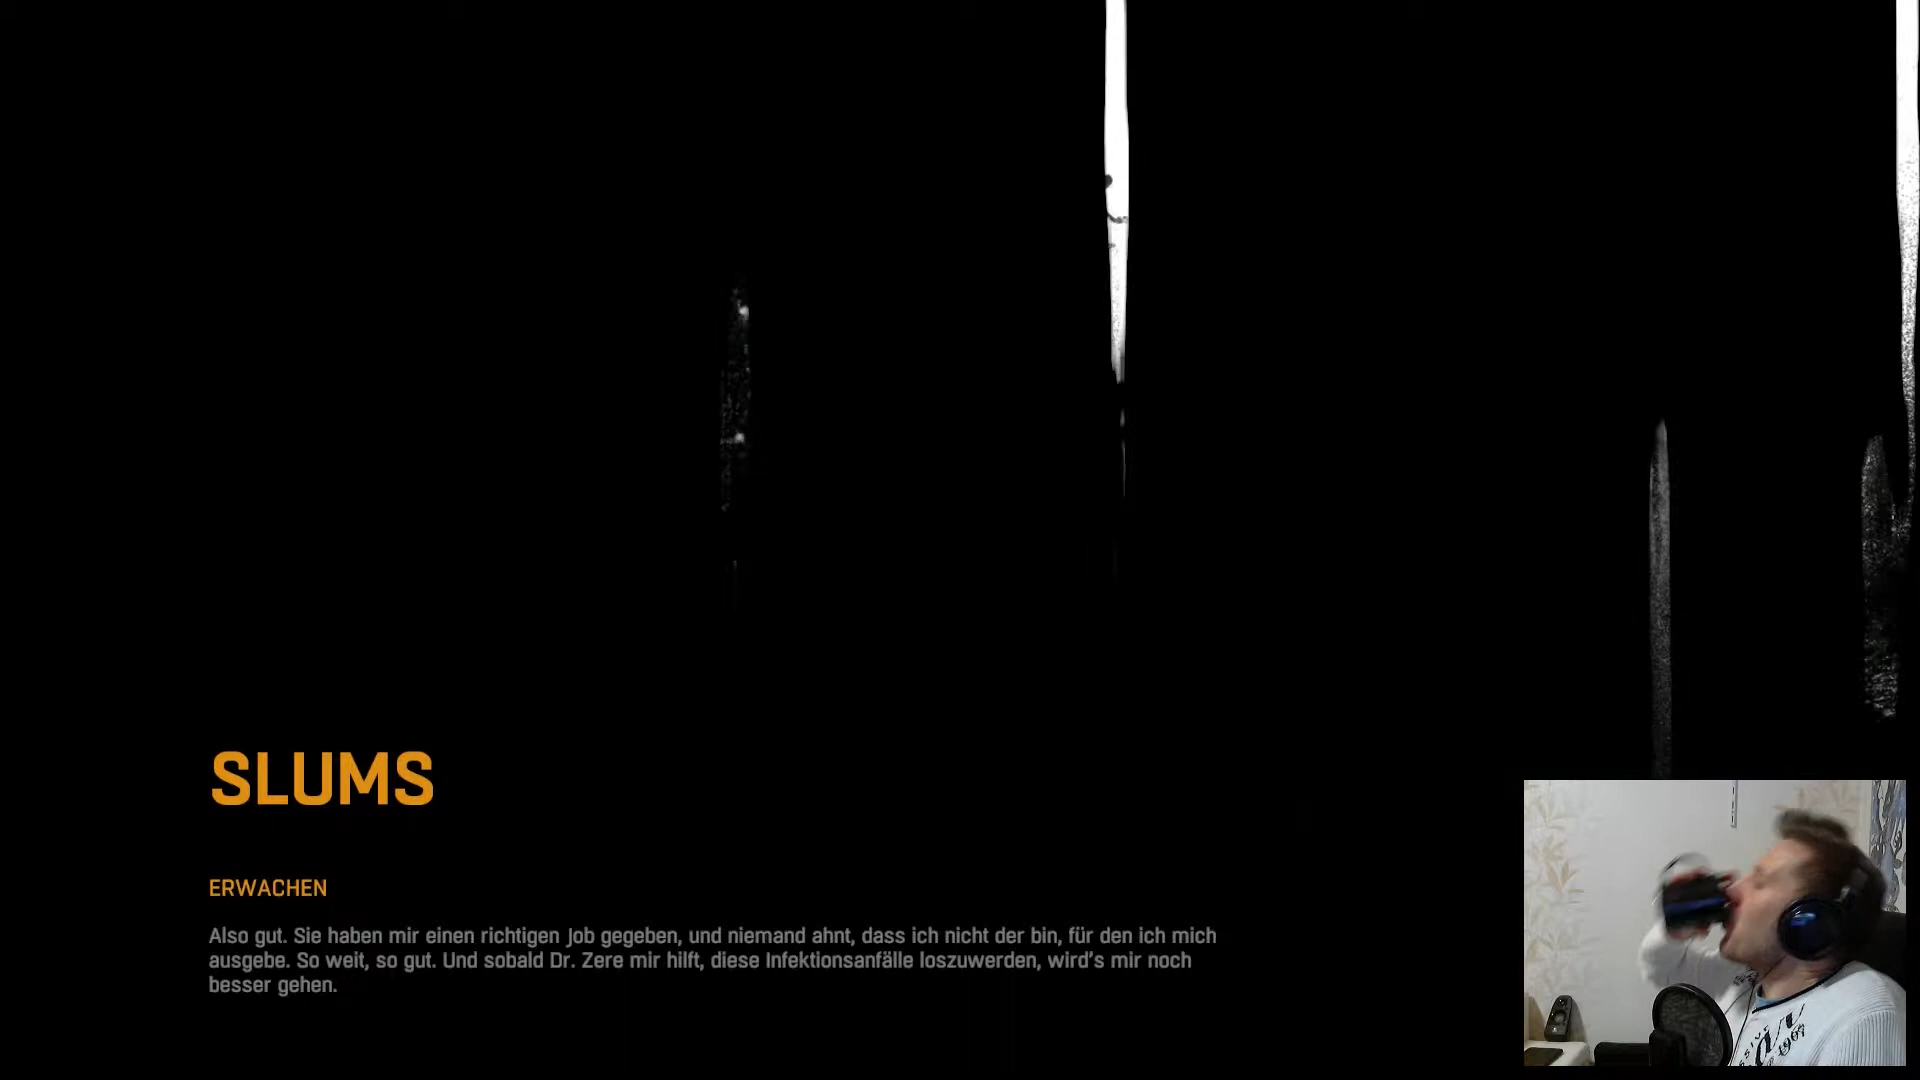 SLUMS
ERWACHEN
Also gut. Sie haben mir einen richtigen Job gegeben, und niemand ahnt, dass ich nicht der bin, für den ich mich
ausgebe. So weit, so gut. Und sobald Dr. Zere mir hilft, diese Infektionsanfälle loszuwerden, wird's mir noch
besser gehen.
1967